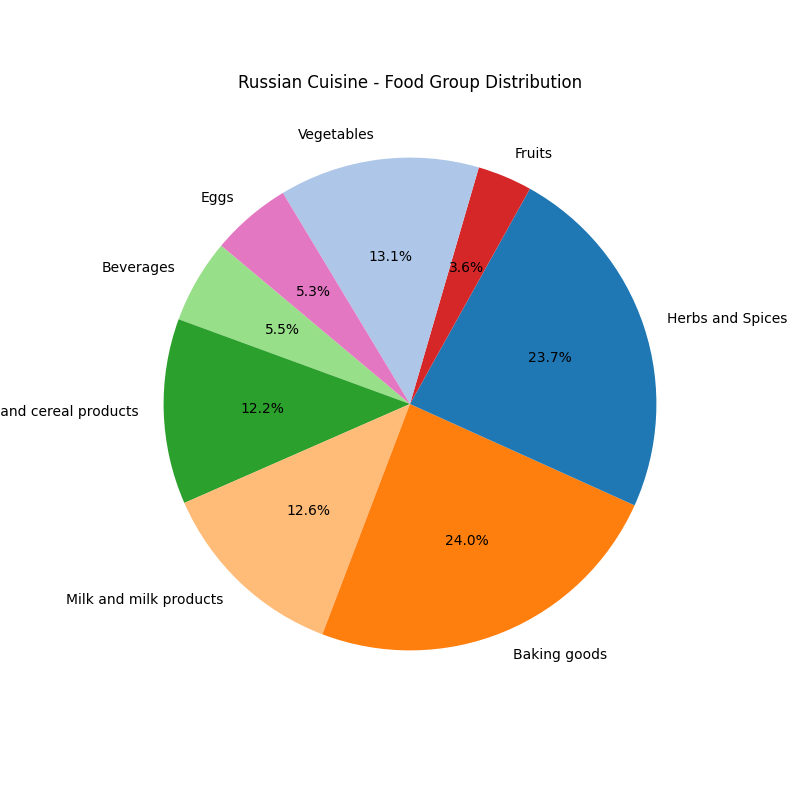 Russian Cuisine - Food Group Distribution
Vegetables
Fruits
Eggs
Beverages
Herbs and Spices
and cereal products
Milk and milk products
Baking goods
13.1%
3.6%
5.3%
5.5%
23.7%
12.2%
12.6%
24.0%